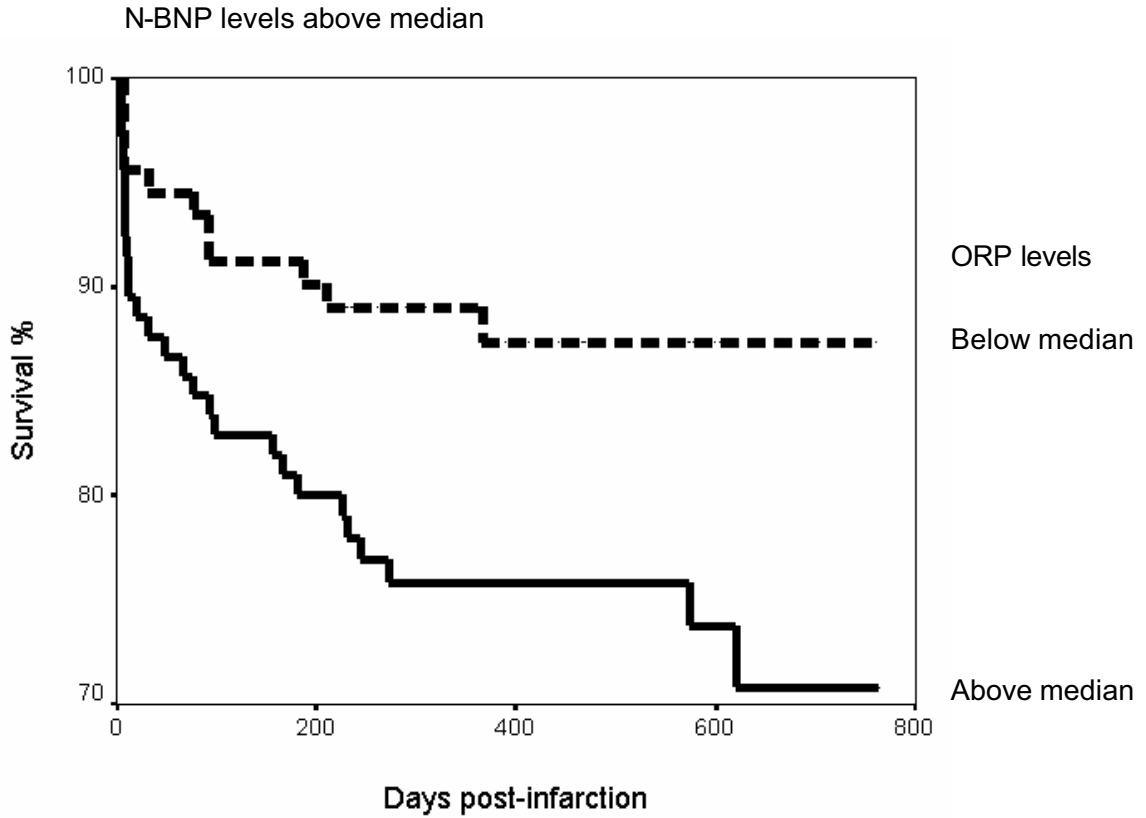 N-BNP levels above median
100
90
80
70
Survival %
ORP levels
Below median
Above median
0 200 400 600 800
Days post-infarction